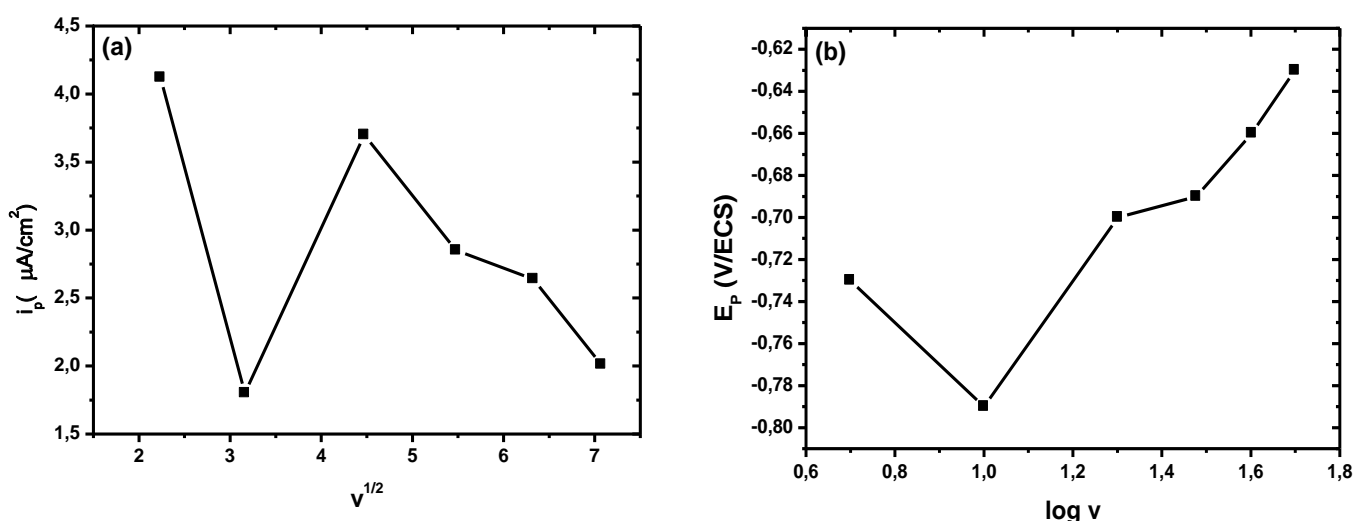 (a)
4,5
4,0
3,5
3,0
2,5
2,0
1,5
i_p( μA/cm²)
2 3 4 5 6 7
v^1/2
(b)
-0,62
-0,64
-0,66
-0,68
-0,70
-0,72
-0,74
-0,76
-0,78
-0,80
E_P (V/ECS)
0,6 0,8 1,0 1,2 1,4 1,6 1,8
log v